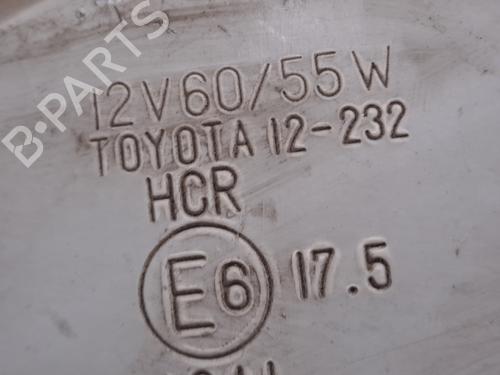 B-PARTS
12V60/55W
TOYOTA 12-232
HCR
E6 17.5